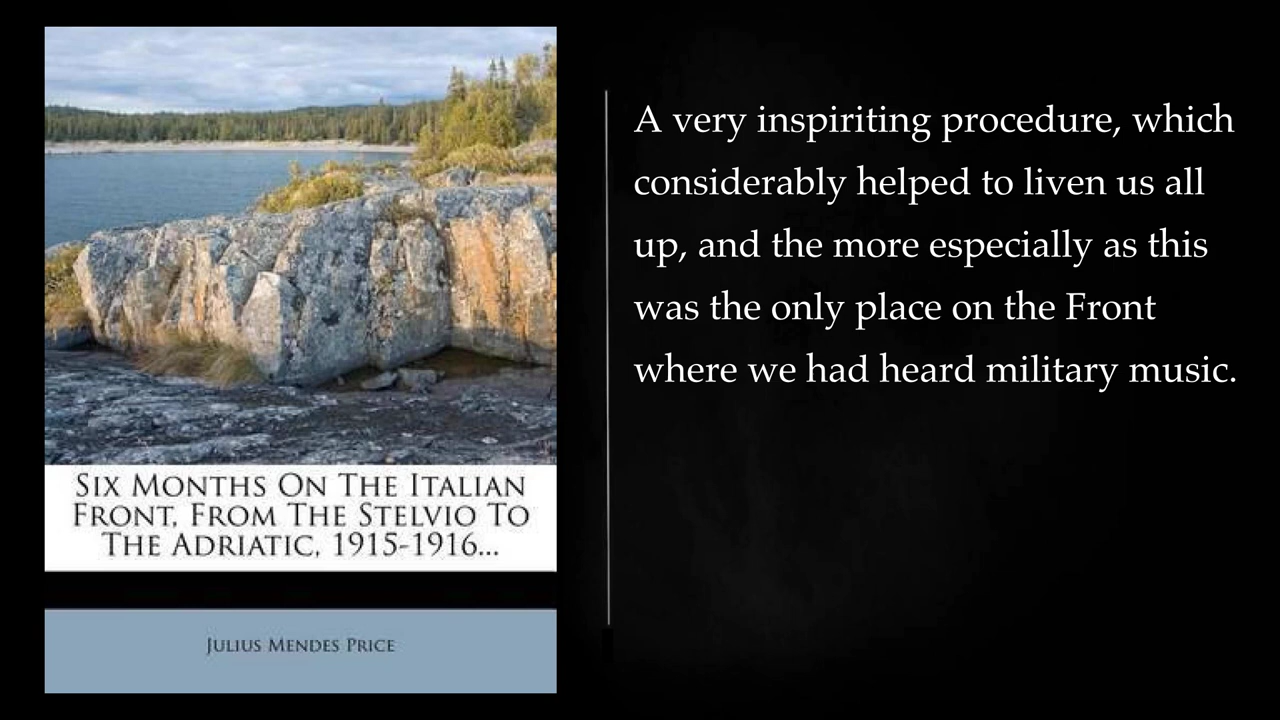 Six Months On The Italian
Front, From The Stelvio To
The Adriatic, 1915-1916...
Julius Mendes Price
A very inspiriting procedure, which
considerably helped to liven us all
up, and the more especially as this
was the only place on the Front
where we had heard military music.